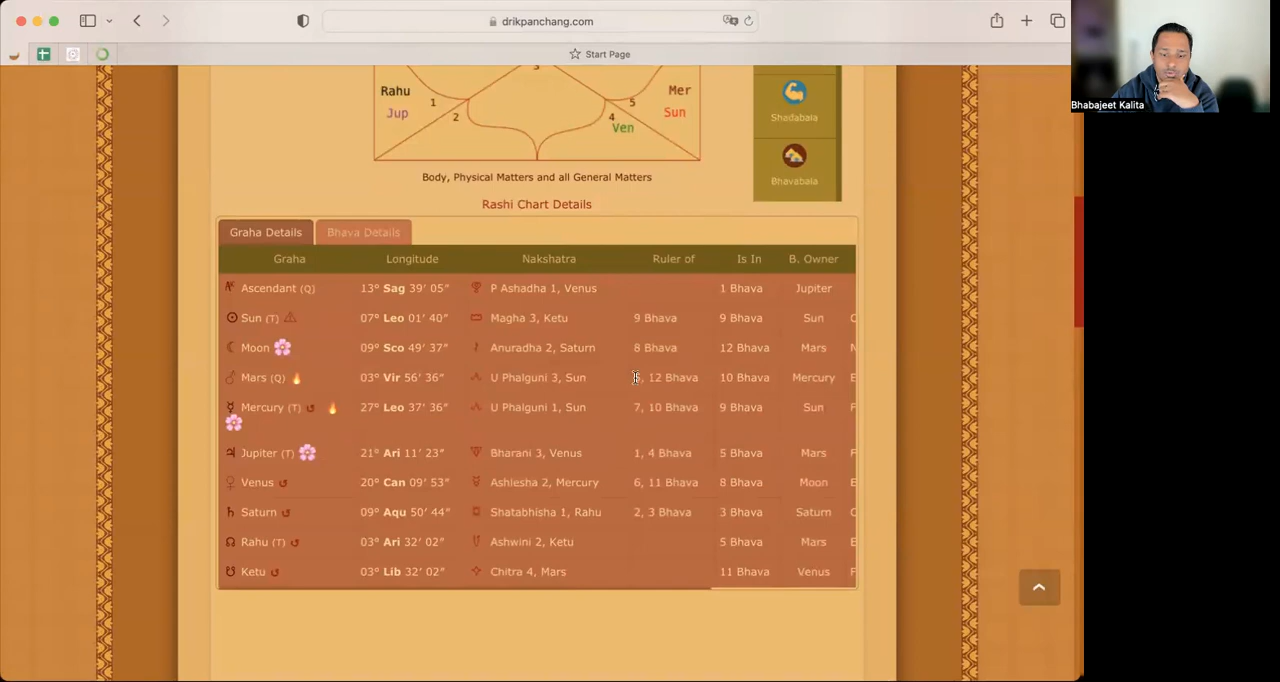 drikpanchang.com
Start Page
Bhabajeet Kalita
3
Rahu
Mer
1
5
Jup
Sun
2
4
Ven
Shadabala
Bhavabala
Body, Physical Matters and all General Matters
Rashi Chart Details
Graha Details Bhava Details
Graha Longitude Nakshatra Ruler of Is In B. Owner
Ascendant (Q) 13° Sag 39′ 05″ P Ashadha 1, Venus 1 Bhava Jupiter
Sun (T) 07° Leo 01′ 40″ Magha 3, Ketu 9 Bhava 9 Bhava Sun
Moon 09° Sco 49′ 37″ Anuradha 2, Saturn 8 Bhava 12 Bhava Mars
Mars (Q) 03° Vir 56′ 36″ U Phalguni 3, Sun 12 Bhava 10 Bhava Mercury
Mercury (T) 27° Leo 37′ 36″ U Phalguni 1, Sun 7, 10 Bhava 9 Bhava Sun
Jupiter (T) 21° Ari 11′ 23″ Bharani 3, Venus 1, 4 Bhava 5 Bhava Mars
Venus 20° Can 09′ 53″ Ashlesha 2, Mercury 6, 11 Bhava 8 Bhava Moon
Saturn 09° Aqu 50′ 44″ Shatabhisha 1, Rahu 2, 3 Bhava 3 Bhava Saturn
Rahu (T) 03° Ari 32′ 02″ Ashwini 2, Ketu 5 Bhava Mars
Ketu 03° Lib 32′ 02″ Chitra 4, Mars 11 Bhava Venus